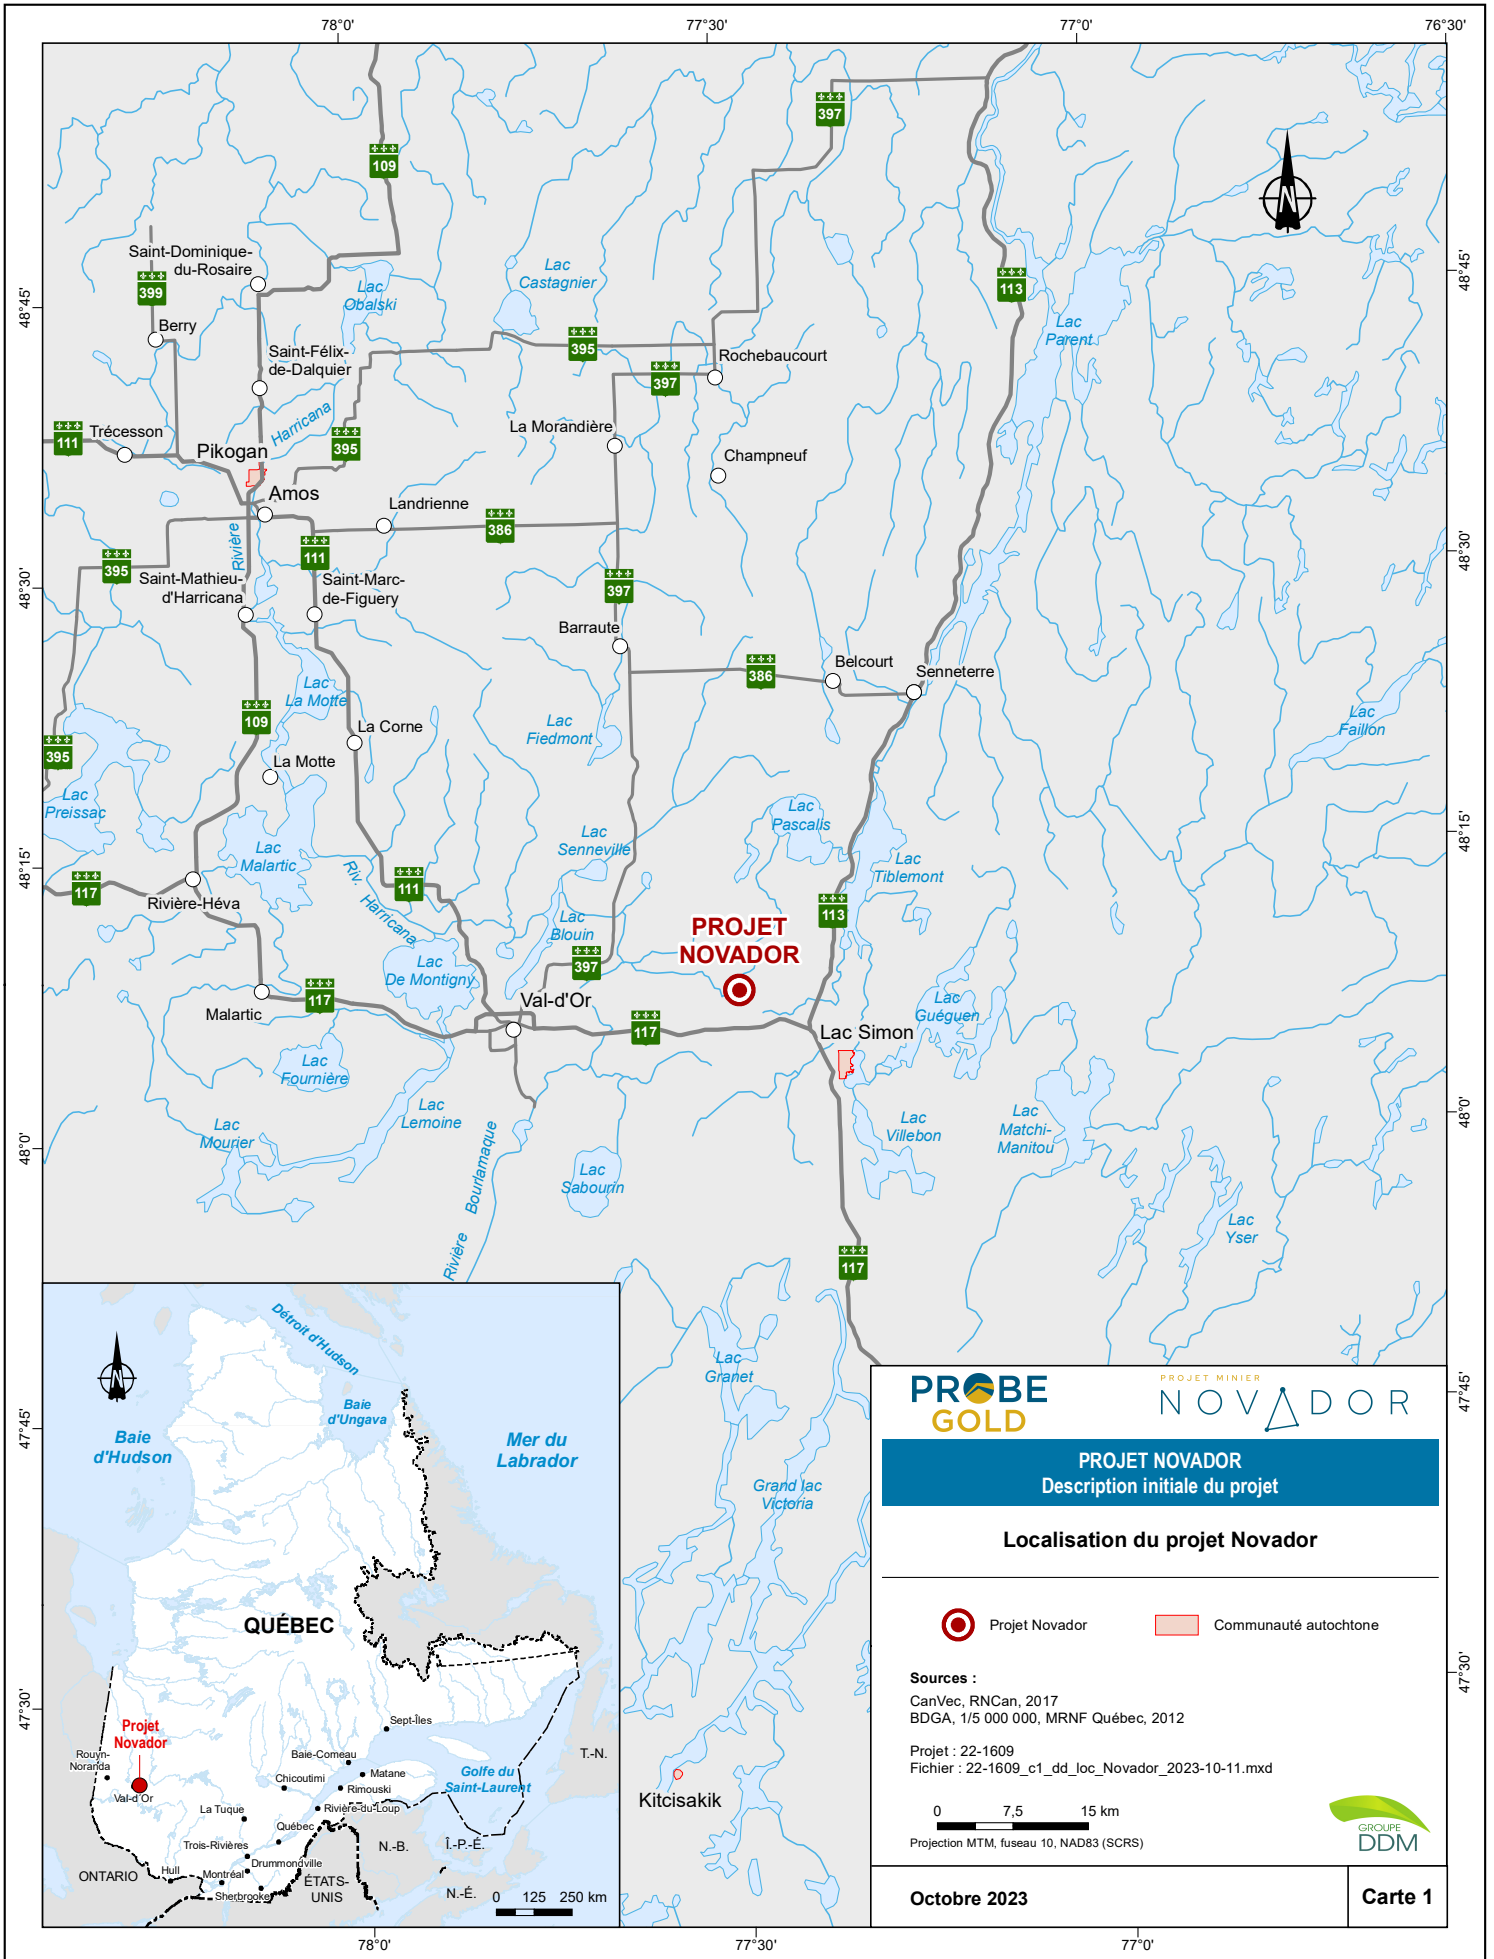 78°0'
77°30'
77°0'
76°30'
397
109
Saint-Dominique-
du-Rosaire
399
Lac
Obalski
Lac
Castagnier
113
N
48°45'
48°45'
Berry
Lac
Parent
395
Saint-Félix-
de-Dalquier
Rochebaucourt
397
Harricana
111
Trécesson
395
La Morandière
Pikogan
Champneuf
Amos
Landrienne
386
Rivière
111
395
Saint-Mathieu-
d'Harricana
Saint-Marc-
de-Figuery
397
48°30'
48°30'
Barraute
Belcourt
386
Senneterre
Lac
La Motte
109
La Corne
Lac
Fiedmont
Lac
Faillon
395
La Motte
Lac
Preissac
Lac
Pascalis
Lac
Malartic
Lac
Senneville
Lac
Tiblemont
48°15'
48°15'
117
Rivière-Héva
Riv.
Harricana
111
113
Lac
Blouin
PROJET
NOVADOR
397
Lac
De Montigny
Val-d'Or
Lac
Guéguen
117
Malartic
117
Lac Simon
Lac
Fournière
Lac
Lemoine
Lac
Mourier
Lac
Villebon
Lac
Matchi-
Manitou
48°0'
48°0'
Rivière Bourlamaque
Lac
Sabourin
Lac
Yser
117
Lac
Granet
Grand lac
Victoria
Kitcisakik
47°45'
47°45'
47°30'
47°30'
N
Détroit d'Hudson
Baie
d'Ungava
Baie
d'Hudson
Mer du
Labrador
QUÉBEC
Projet
Novador
Rouyn-
Noranda
Val-d'Or
Sept-Îles
Baie-Comeau
Matane
Chicoutimi
Rimouski
Golfe du
Saint-Laurent
T.-N.
Rivière-du-Loup
La Tuque
Québec
Trois-Rivières
Drummondville
Hull
Montréal
Sherbrooke
ONTARIO
ÉTATS-
UNIS
N.-B.
Î.-P.-É.
N.-É.
0 125 250 km
PROBE
GOLD
PROJET MINIER
NOVADOR
PROJET NOVADOR
Description initiale du projet
Localisation du projet Novador
Projet Novador
Communauté autochtone
Sources :
CanVec, RNCan, 2017
BDGA, 1/5 000 000, MRNF Québec, 2012
Projet : 22-1609
Fichier : 22-1609_c1_dd_loc_Novador_2023-10-11.mxd
0 7,5 15 km
Projection MTM, fuseau 10, NAD83 (SCRS)
GROUPE
DDM
Octobre 2023
Carte 1
78°0'
77°30'
77°0'